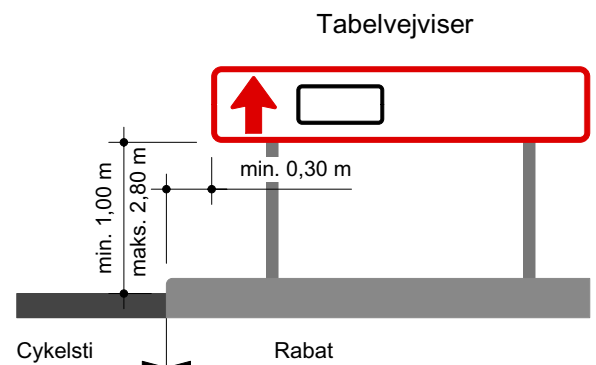 Tabelvejviser
min. 0,30 m
min. 1,00 m
maks. 2,80 m
Cykelsti
Rabat